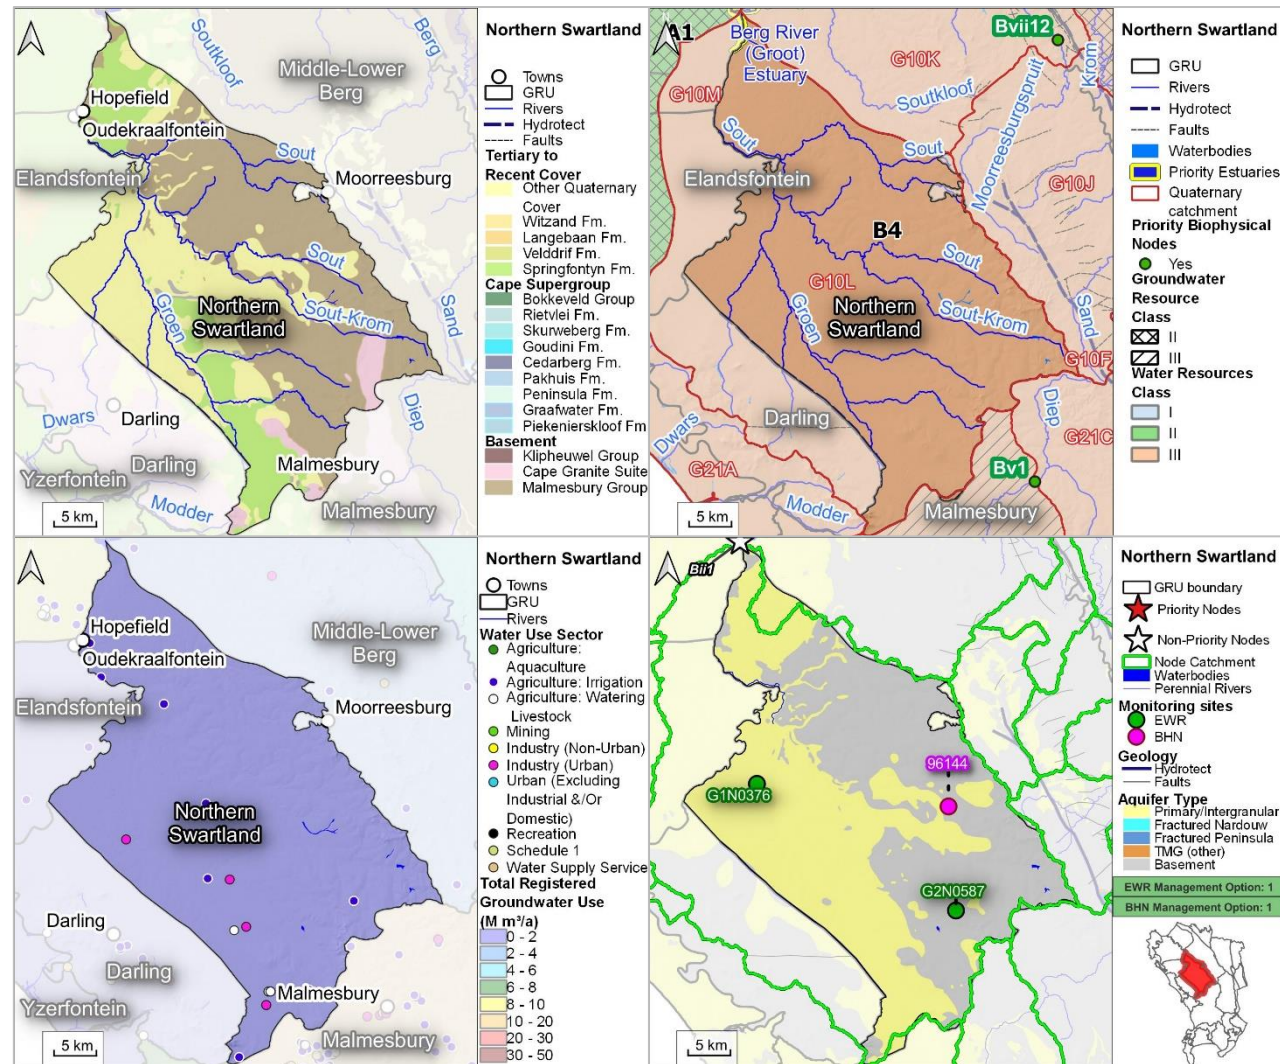 Northern Swartland
Towns
GRU
Rivers
Hydrotect
Faults
Tertiary to
Recent Cover
Other Quaternary
Cover
Witzand Fm.
Langebaan Fm.
Velddrif Fm.
Springfontyn Fm.
Cape Supergroup
Bokkeveld Group
Rietvlei Fm.
Skurweberg Fm.
Goudini Fm.
Cedarberg Fm.
Pakhuis Fm.
Peninsula Fm.
Graafwater Fm.
Piekenierskloof Fm
Basement
Klipheuwel Group
Cape Granite Suite
Malmesbury Group
Soutkloof
Berg
Middle-Lower
Berg
Hopefield
Oudekraalfontein
Sout
Elandsfontein
Moorreesburg
Sout
Groen
Northern
Swartland
Sout-Krom
Sand
Darling
Dwars
Diep
Darling
Malmesbury
Yzerfontein
Modder
Malmesbury
5 km
Northern Swartland
GRU
Rivers
Hydrotect
Faults
Waterbodies
Priority Estuaries
Quaternary
catchment
Priority Biophysical
Nodes
Yes
Groundwater
Resource
Class
II
III
Water Resources
Class
I
II
III
A1
Berg River
(Groot)
Estuary
Bvii12
G10K
Krom
G10M
Soutkloof
Moorreesburgspruit
Sout
Sout
Elandsfontein
G10J
B4
Sout
G10L
Groen
Northern
Swartland
Sout-Krom
Sand
G10F
Darling
Diep
Dwars
G21C
G21A
Bv1
Modder
Malmesbury
5 km
Northern Swartland
Towns
GRU
Rivers
Water Use Sector
Agriculture:
Aquaculture
Agriculture: Irrigation
Agriculture: Watering
Livestock
Mining
Industry (Non-Urban)
Industry (Urban)
Urban (Excluding
Industrial &/Or
Domestic)
Recreation
Schedule 1
Water Supply Service
Total Registered
Groundwater Use
(M m³/a)
0 - 2
2 - 4
4 - 6
6 - 8
8 - 10
10 - 20
20 - 30
30 - 50
Hopefield
Middle-Lower
Berg
Oudekraalfontein
Elandsfontein
Moorreesburg
Northern
Swartland
Darling
Darling
Malmesbury
Yzerfontein
Malmesbury
5 km
Northern Swartland
GRU boundary
Priority Nodes
Non-Priority Nodes
Node Catchment
Waterbodies
Perennial Rivers
Monitoring sites
EWR
BHN
Geology
Hydrotect
Faults
Aquifer Type
Primary/Intergranular
Fractured Nardouw
Fractured Peninsula
TMG (other)
Basement
EWR Management Option: 1
BHN Management Option: 1
Bii1
96144
G1N0376
G2N0587
5 km